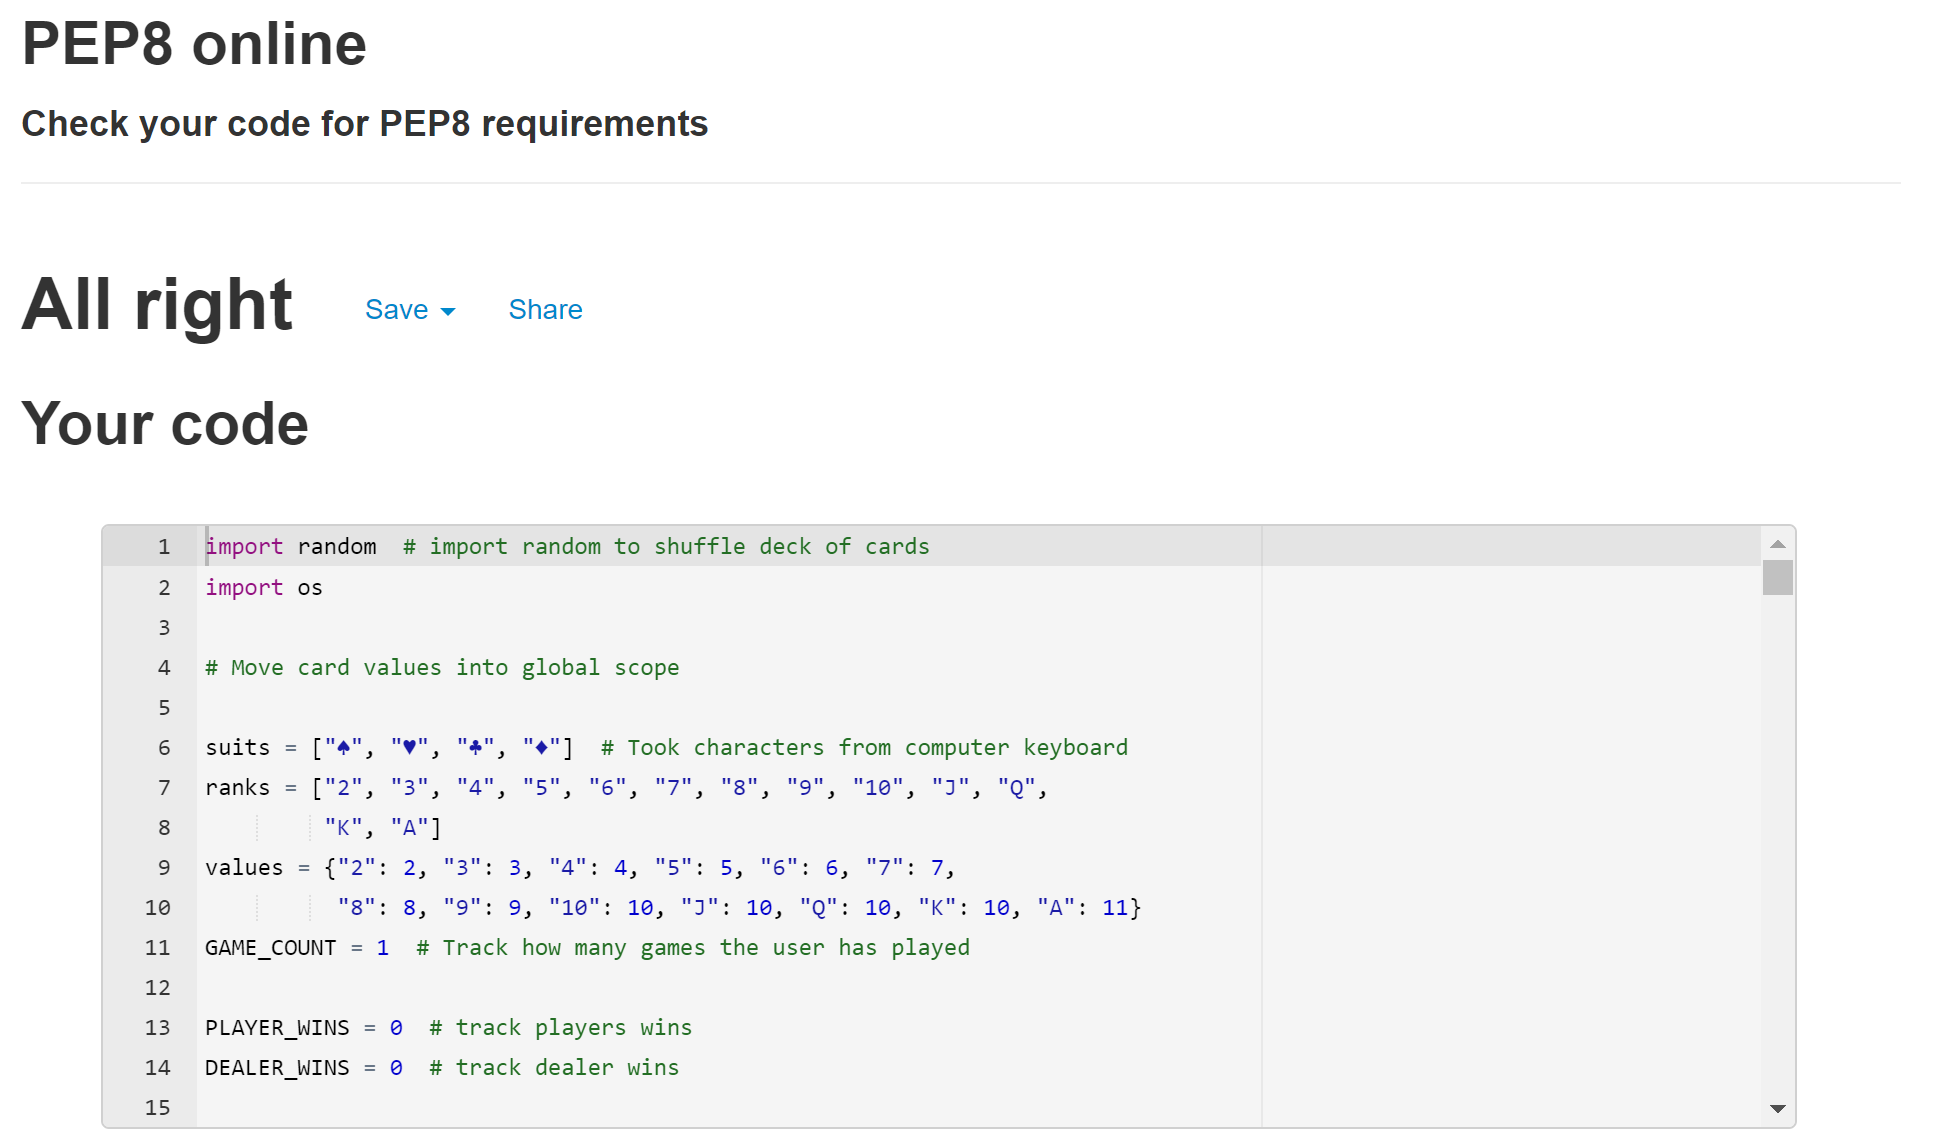 PEP8 online
Check your code for PEP8 requirements
All right Save Share
Your code
1 import random  # import random to shuffle deck of cards
2 import os
3
4 # Move card values into global scope
5
6 suits = ["♠", "♥", "♣", "♦"]  # Took characters from computer keyboard
7 ranks = ["2", "3", "4", "5", "6", "7", "8", "9", "10", "J", "Q",
8          "K", "A"]
9 values = {"2": 2, "3": 3, "4": 4, "5": 5, "6": 6, "7": 7,
10           "8": 8, "9": 9, "10": 10, "J": 10, "Q": 10, "K": 10, "A": 11}
11 GAME_COUNT = 1  # Track how many games the user has played
12
13 PLAYER_WINS = 0  # track players wins
14 DEALER_WINS = 0  # track dealer wins
15